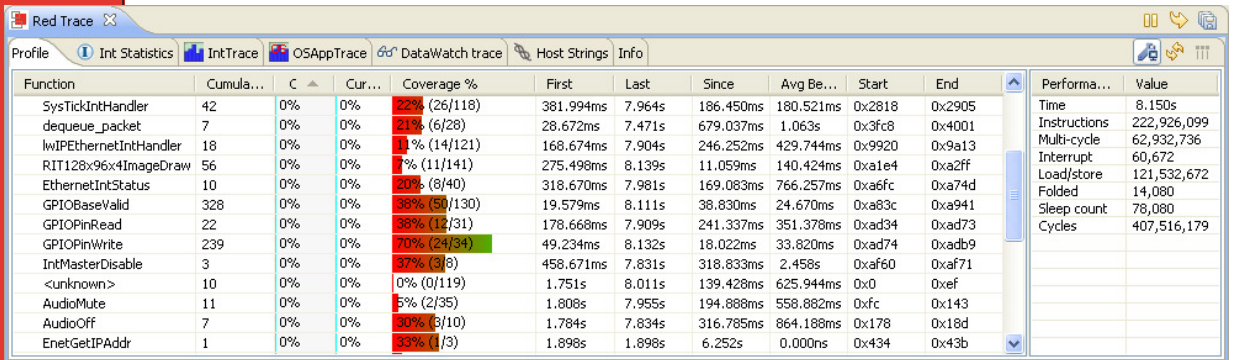 Red Trace
Profile Int Statistics IntTrace OSAppTrace DataWatch trace Host Strings Info
Function Cumula... C Cur... Coverage % First Last Since Avg Be... Start End Performa... Value
SysTickIntHandler 42 0% 0% 22% (26/118) 381.994ms 7.964s 186.450ms 180.521ms 0x2818 0x2905 Time 8.150s
dequeue_packet 7 0% 0% 21% (6/28) 28.672ms 7.471s 679.037ms 1.063s 0x3fc8 0x4001 Instructions 222,926,099
lwIPEthernetIntHandler 18 0% 0% 11% (14/121) 168.674ms 7.904s 246.252ms 429.744ms 0x9920 0x9a13 Multi-cycle 62,932,736
RIT128x96x4ImageDraw 56 0% 0% 7% (11/141) 275.498ms 8.139s 11.059ms 140.424ms 0xa1e4 0xa2ff Interrupt 60,672
EthernetIntStatus 10 0% 0% 20% (8/40) 318.670ms 7.981s 169.083ms 766.257ms 0xa6fc 0xa74d Load/store 121,532,672
GPIOBaseValid 328 0% 0% 38% (50/130) 19.579ms 8.111s 38.830ms 24.670ms 0xa83c 0xa941 Folded 14,080
GPIOPinRead 22 0% 0% 38% (12/31) 178.668ms 7.909s 241.337ms 351.378ms 0xad34 0xad73 Sleep count 78,080
GPIOPinWrite 239 0% 0% 70% (24/34) 49.234ms 8.132s 18.022ms 33.820ms 0xad74 0xadb9 Cycles 407,516,179
IntMasterDisable 3 0% 0% 37% (3/8) 458.671ms 7.831s 318.833ms 2.458s 0xaf60 0xaf71
<unknown> 10 0% 0% 0% (0/119) 1.751s 8.011s 139.428ms 625.944ms 0x0 0xef
AudioMute 11 0% 0% 5% (2/35) 1.808s 7.955s 194.888ms 558.882ms 0xfc 0x143
AudioOff 7 0% 0% 30% (3/10) 1.784s 7.834s 316.785ms 864.188ms 0x178 0x18d
EnetGetIPAddr 1 0% 0% 33% (1/3) 1.898s 1.898s 6.252s 0.000ns 0x434 0x43b